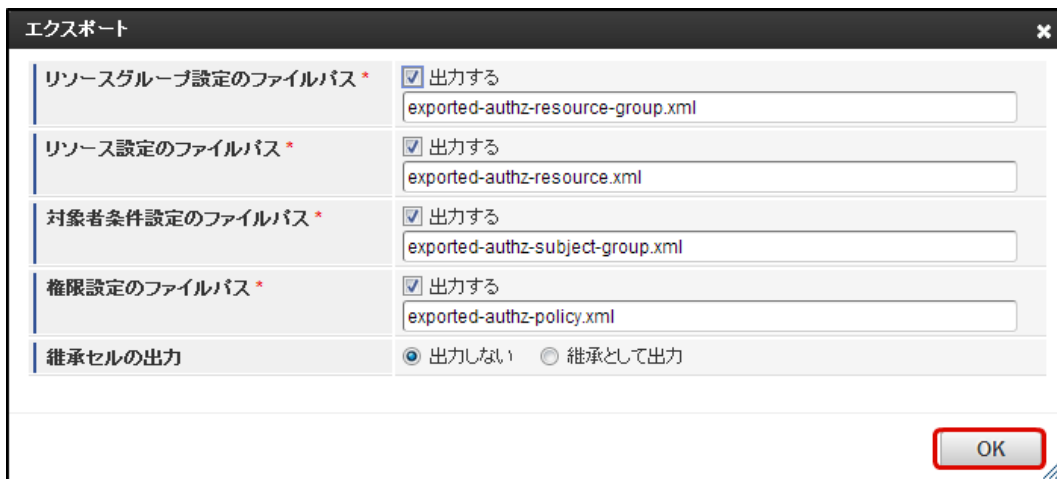 エクスポート
リソースグループ設定のファイルパス *
出力する
exported-authz-resource-group.xml
リソース設定のファイルパス *
出力する
exported-authz-resource.xml
対象者条件設定のファイルパス *
出力する
exported-authz-subject-group.xml
権限設定のファイルパス *
出力する
exported-authz-policy.xml
継承セルの出力
出力しない 継承として出力
OK